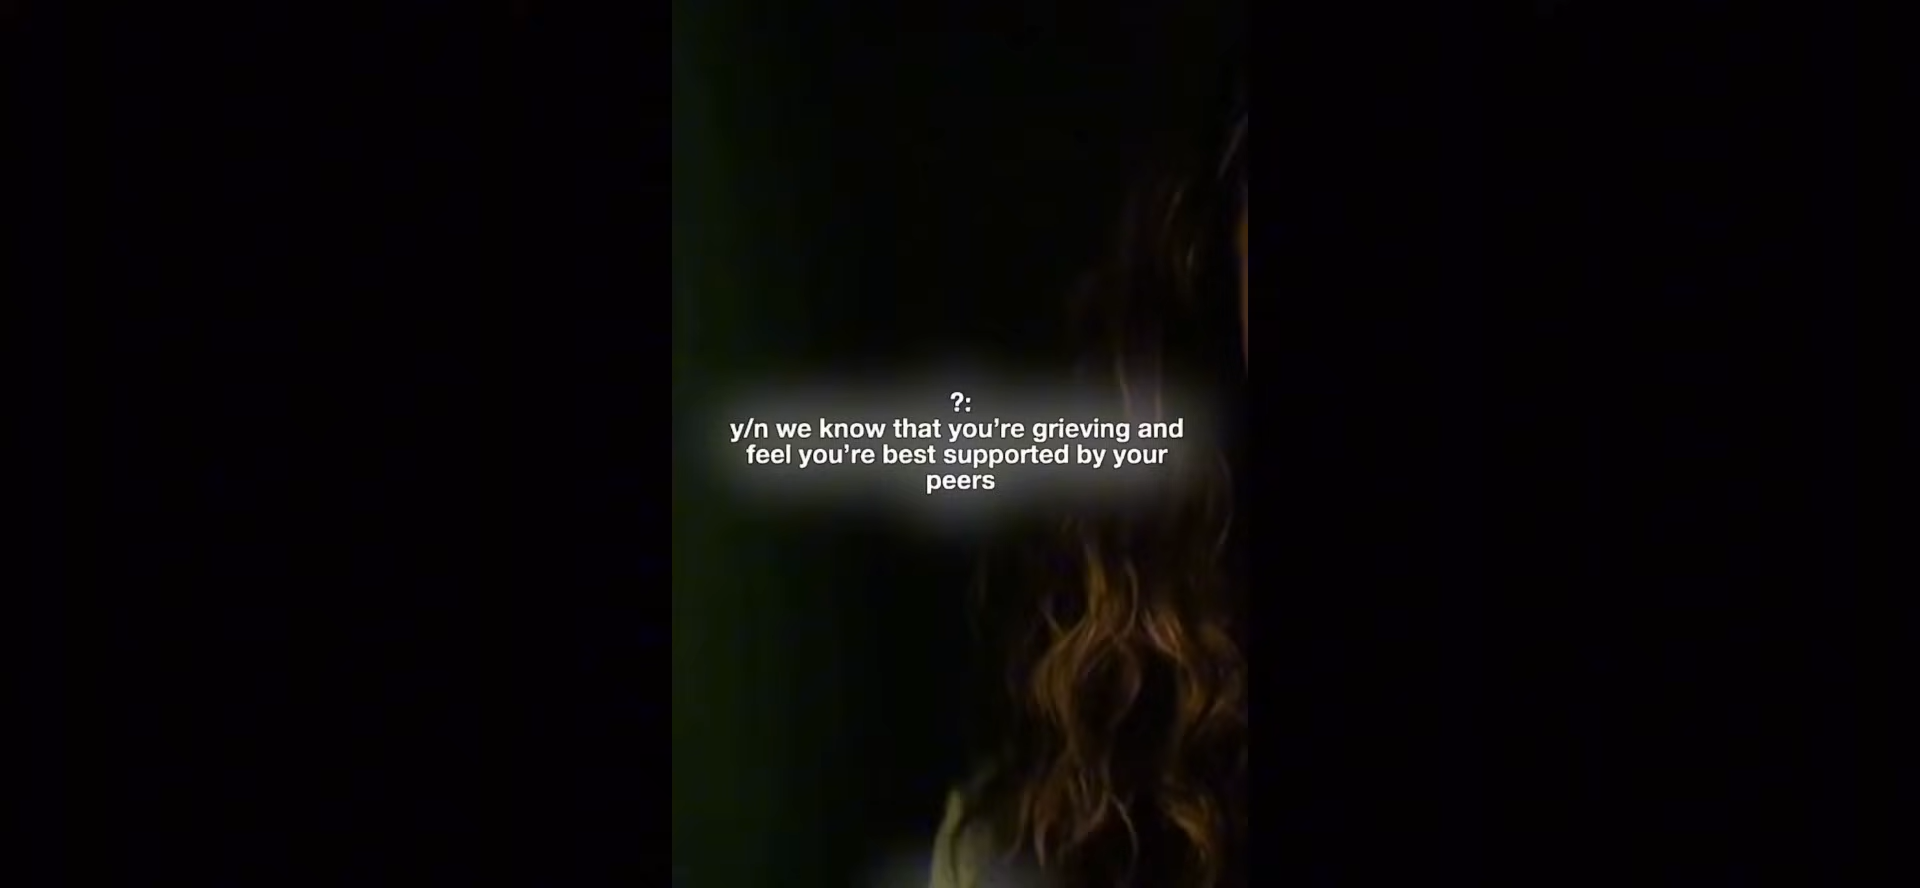 ?:
y/n we know that you’re grieving and
feel you’re best supported by your
peers